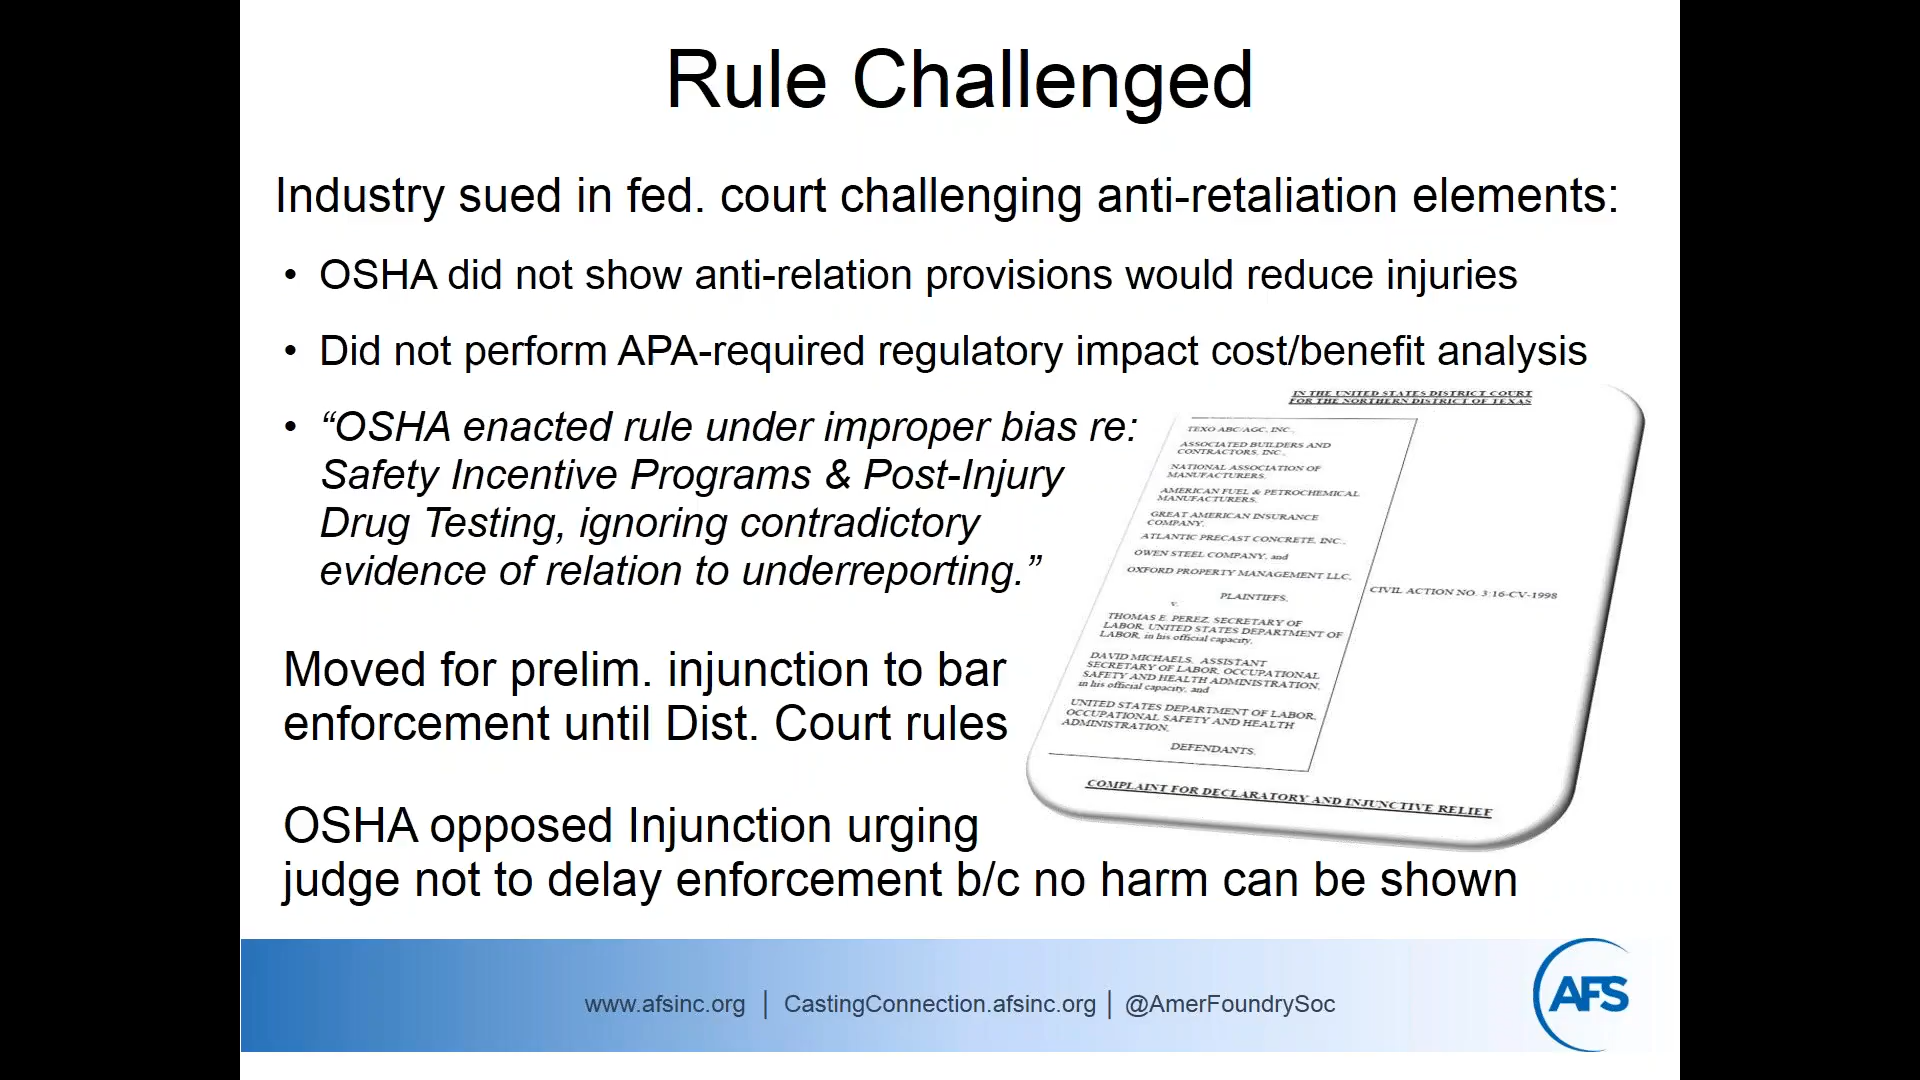 Rule Challenged
Industry sued in fed. court challenging anti-retaliation elements:
• OSHA did not show anti-relation provisions would reduce injuries
• Did not perform APA-required regulatory impact cost/benefit analysis
• “OSHA enacted rule under improper bias re:
Safety Incentive Programs & Post-Injury
Drug Testing, ignoring contradictory
evidence of relation to underreporting.”
Moved for prelim. injunction to bar
enforcement until Dist. Court rules
OSHA opposed Injunction urging
judge not to delay enforcement b/c no harm can be shown
IN THE UNITED STATES DISTRICT COURT
FOR THE NORTHERN DISTRICT OF TEXAS
TEXO ABC/AGC, INC.,
ASSOCIATED BUILDERS AND
CONTRACTORS, INC.,
NATIONAL ASSOCIATION OF
MANUFACTURERS,
AMERICAN FUEL & PETROCHEMICAL
MANUFACTURERS,
GREAT AMERICAN INSURANCE
COMPANY,
ATLANTIC PRECAST CONCRETE, INC.,
OWEN STEEL COMPANY, and
OXFORD PROPERTY MANAGEMENT LLC,
PLAINTIFFS,
v.
THOMAS E. PEREZ, SECRETARY OF
LABOR, UNITED STATES DEPARTMENT OF
LABOR, in his official capacity,
DAVID MICHAELS, ASSISTANT
SECRETARY OF LABOR, OCCUPATIONAL
SAFETY AND HEALTH ADMINISTRATION,
in his official capacity, and
UNITED STATES DEPARTMENT OF LABOR,
OCCUPATIONAL SAFETY AND HEALTH
ADMINISTRATION,
DEFENDANTS.
CIVIL ACTION NO. 3:16-CV-1998
COMPLAINT FOR DECLARATORY AND INJUNCTIVE RELIEF
www.afsinc.org | CastingConnection.afsinc.org | @AmerFoundrySoc
AFS